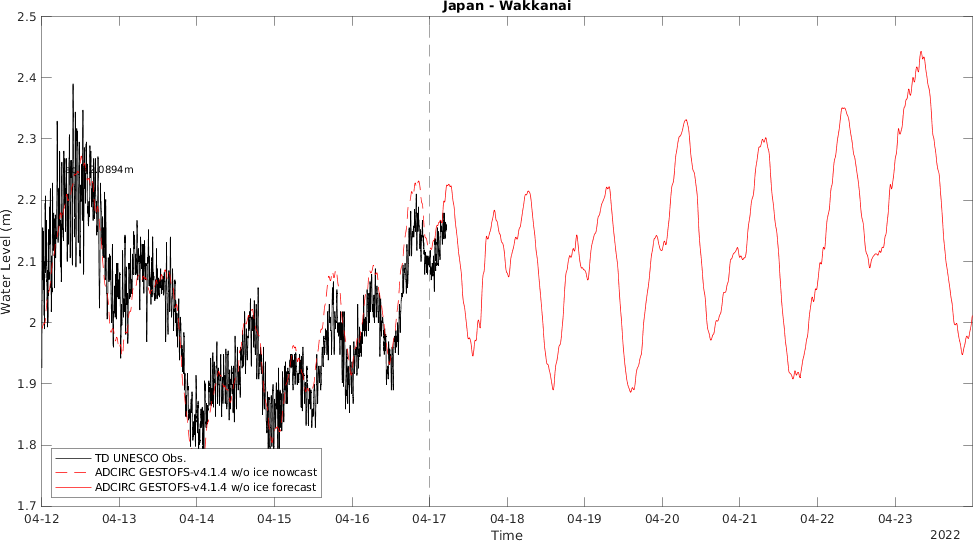 Japan - Wakkanai
2.5
2.4
2.3
2.2
2.1
2
1.9
1.8
1.7
Water Level (m)
.0894m
TD UNESCO Obs.
ADCIRC GESTOFS-v4.1.4 w/o ice nowcast
ADCIRC GESTOFS-v4.1.4 w/o ice forecast
04-12 04-13 04-14 04-15 04-16 04-17 04-18 04-19 04-20 04-21 04-22 04-23
Time
2022